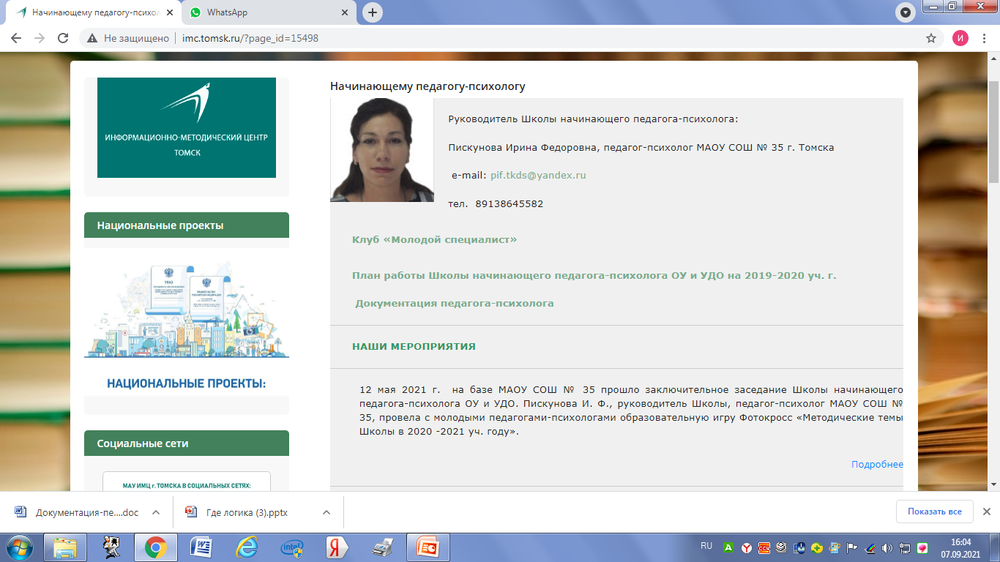 Начинающему педагогу-психоло
WhatsApp
Не защищено
imc.tomsk.ru/?page_id=15498
И
ИНФОРМАЦИОННО-МЕТОДИЧЕСКИЙ ЦЕНТР
ТОМСК
Национальные проекты
УКАЗ
НАЦИОНАЛЬНЫЕ ПРОЕКТЫ:
Социальные сети
МАУ ИМЦ г. ТОМСКА В СОЦИАЛЬНЫХ СЕТЯХ:
Начинающему педагогу-психологу
Руководитель Школы начинающего педагога-психолога:
Пискунова Ирина Федоровна, педагог-психолог МАОУ СОШ № 35 г. Томска
e-mail: pif.tkds@yandex.ru
тел. 89138645582
Клуб «Молодой специалист»
План работы Школы начинающего педагога-психолога ОУ и УДО на 2019-2020 уч. г.
Документация педагога-психолога
НАШИ МЕРОПРИЯТИЯ
12 мая 2021 г. на базе МАОУ СОШ № 35 прошло заключительное заседание Школы начинающего
педагога-психолога ОУ и УДО. Пискунова И. Ф., руководитель Школы, педагог-психолог МАОУ СОШ №
35, провела с молодыми педагогами-психологами образовательную игру Фотокросс «Методические темы
Школы в 2020 -2021 уч. году».
Подробнее
Документация-пе....doc
Где логика (3).pptx
Показать все
RU
16:04
07.09.2021